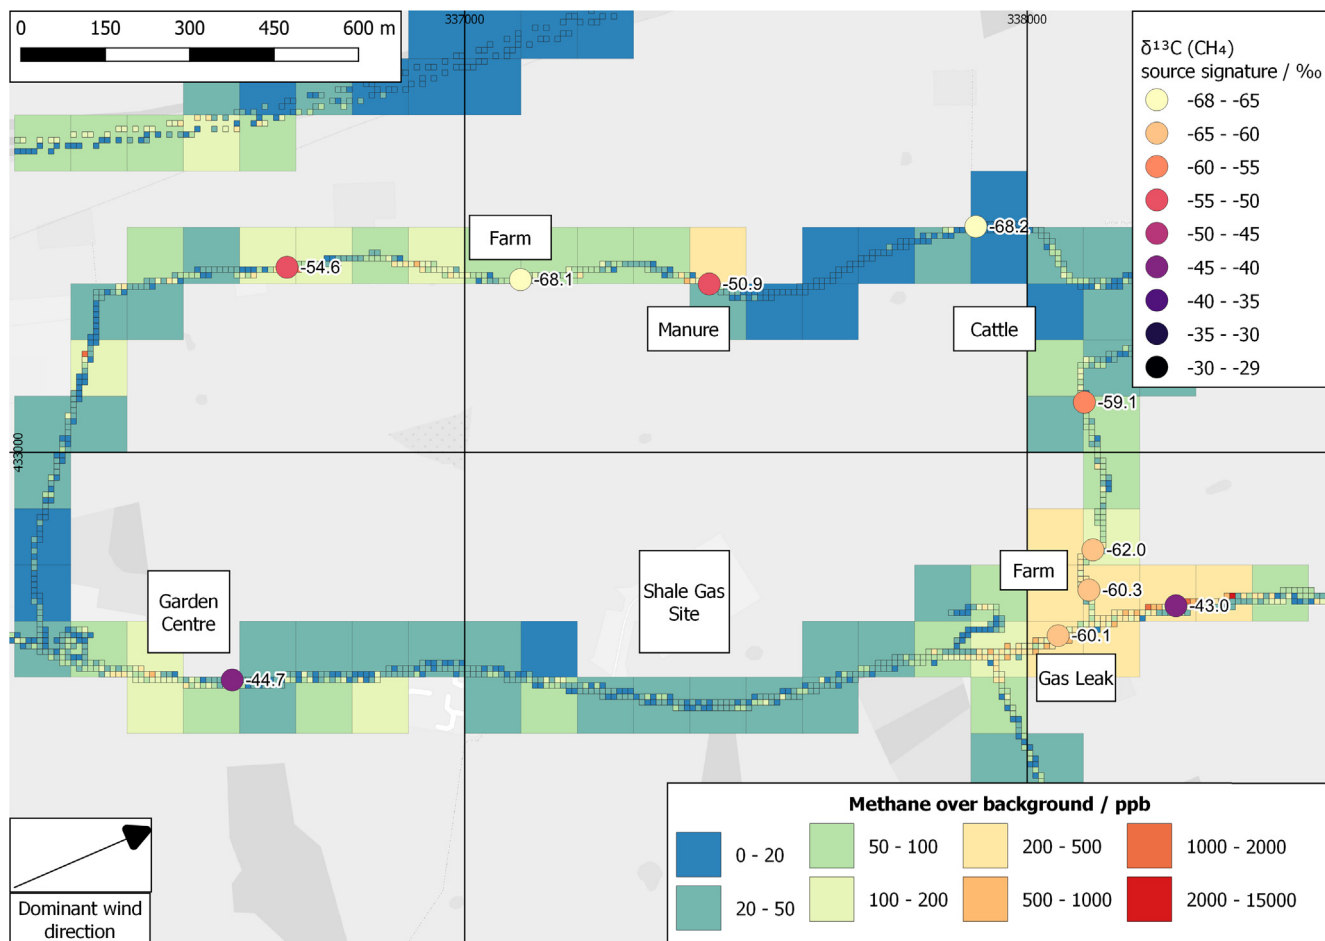 0 150 300 450 600 m
337000
338000
433000
δ¹³C (CH₄)
source signature / ‰
-68 - -65
-65 - -60
-60 - -55
-55 - -50
-50 - -45
-45 - -40
-40 - -35
-35 - -30
-30 - -29
Farm
-68.2
-54.6
-68.1
-50.9
Manure
Cattle
-59.1
-62.0
Farm
-60.3
-43.0
Garden
Centre
Shale Gas
Site
-60.1
-44.7
Gas Leak
Methane over background / ppb
0 - 20
50 - 100
200 - 500
1000 - 2000
20 - 50
100 - 200
500 - 1000
2000 - 15000
Dominant wind
direction